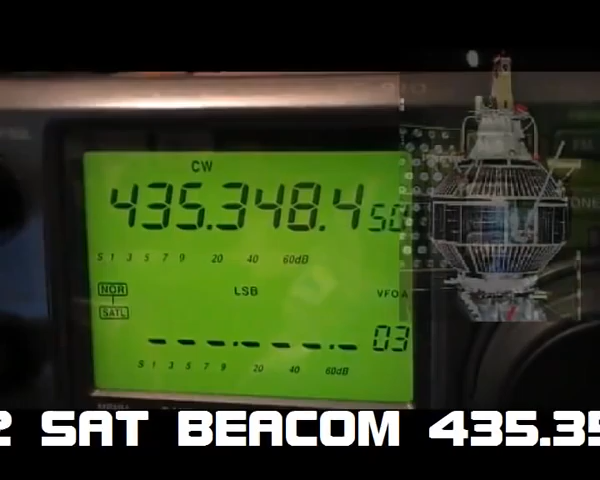 CW
435.348.450
S 1 3 5 7 9 20 40 60dB
NOR
LSB
VFO A
SATL
03
S 1 3 5 7 9 20 40 60dB
2 SAT BEACOM 435.35